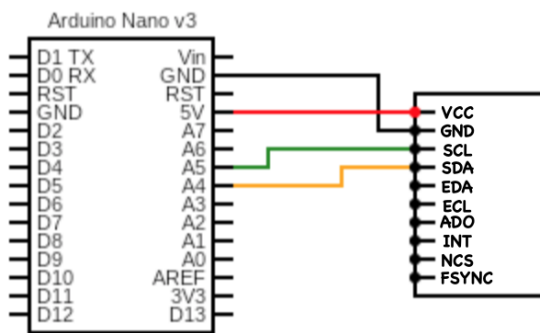 Arduino Nano v3
D1 TX Vin
D0 RX GND
RST RST
GND 5V VCC
D2 A7 GND
D3 A6 SCL
D4 A5 SDA
D5 A4 EDA
D6 A3 ECL
D7 A2 ADO
D8 A1 INT
D9 A0 NCS
D10 AREF FSYNC
D11 3V3
D12 D13